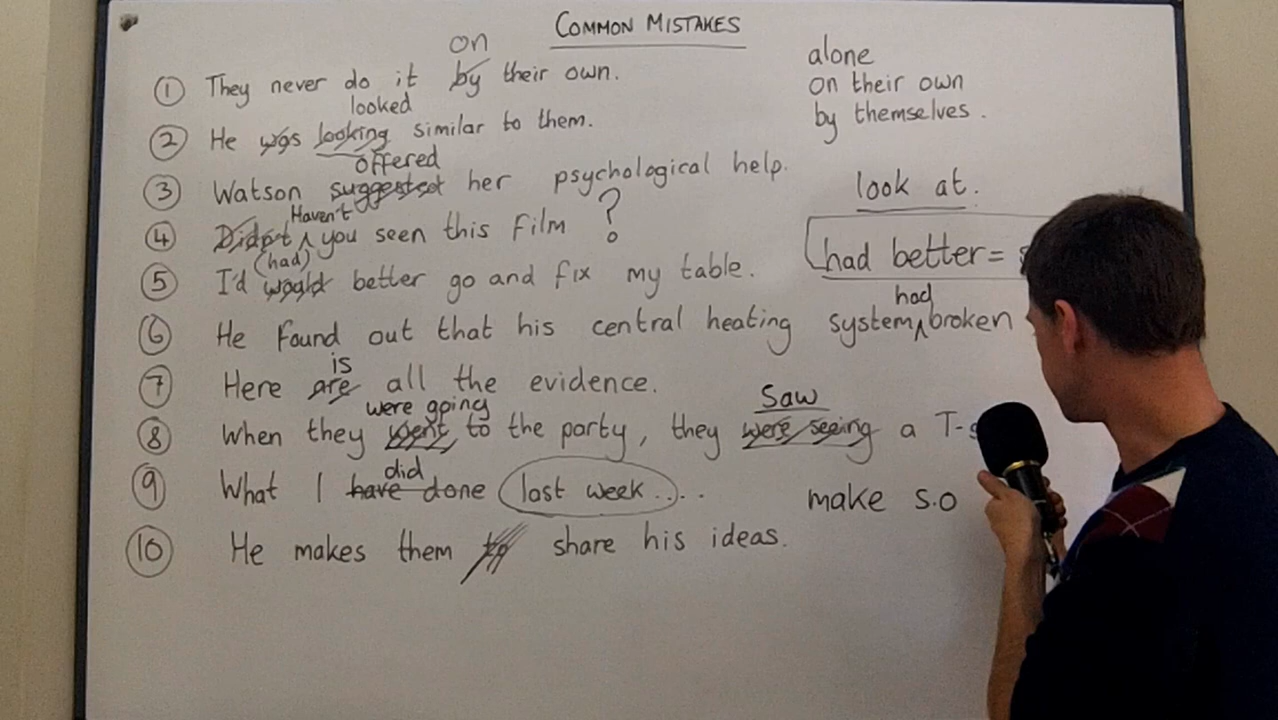 COMMON MISTAKES
on
① They never do it by their own.
looked
② He was looking similar to them.
offered
③ Watson suggested her psychological help.
Haven't
④ Didn't you seen this film ?
(had)
⑤ I'd would better go and fix my table.
had
⑥ He found out that his central heating system broken
is
⑦ Here are all the evidence.
were going saw
⑧ When they went to the party, they were seeing a T-
did
⑨ What I have done last week....
⑩ He makes them to share his ideas.
alone
on their own
by themselves.
look at.
had better =
make s.o